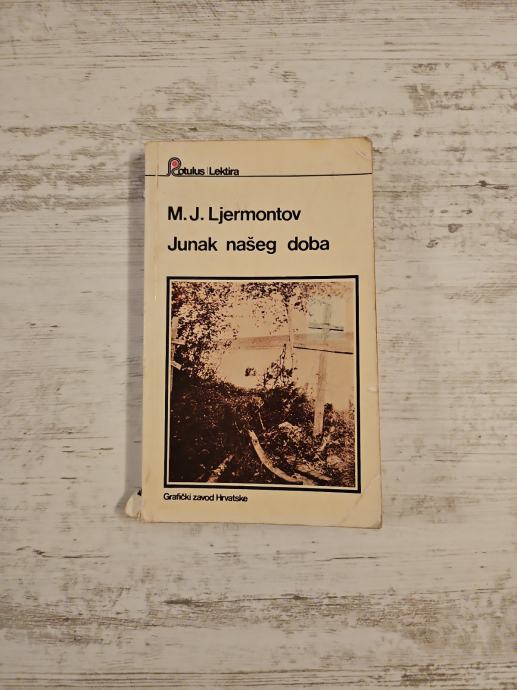 Rotulus/Lektira
M.J. Ljermontov
Junak našeg doba
Grafički zavod Hrvatske